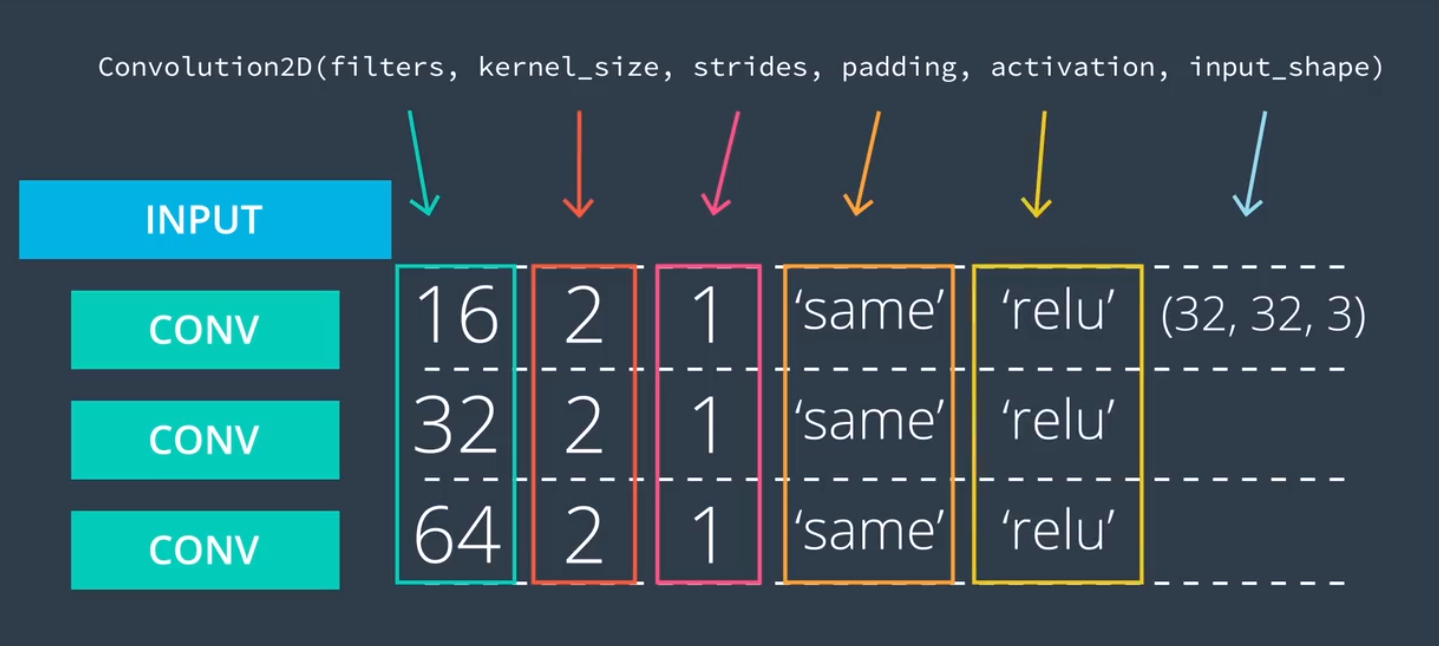 Convolution2D(filters, kernel_size, strides, padding, activation, input_shape)
INPUT
CONV 16 2 1 ‘same’ ‘relu’ (32, 32, 3)
CONV 32 2 1 ‘same’ ‘relu’
CONV 64 2 1 ‘same’ ‘relu’